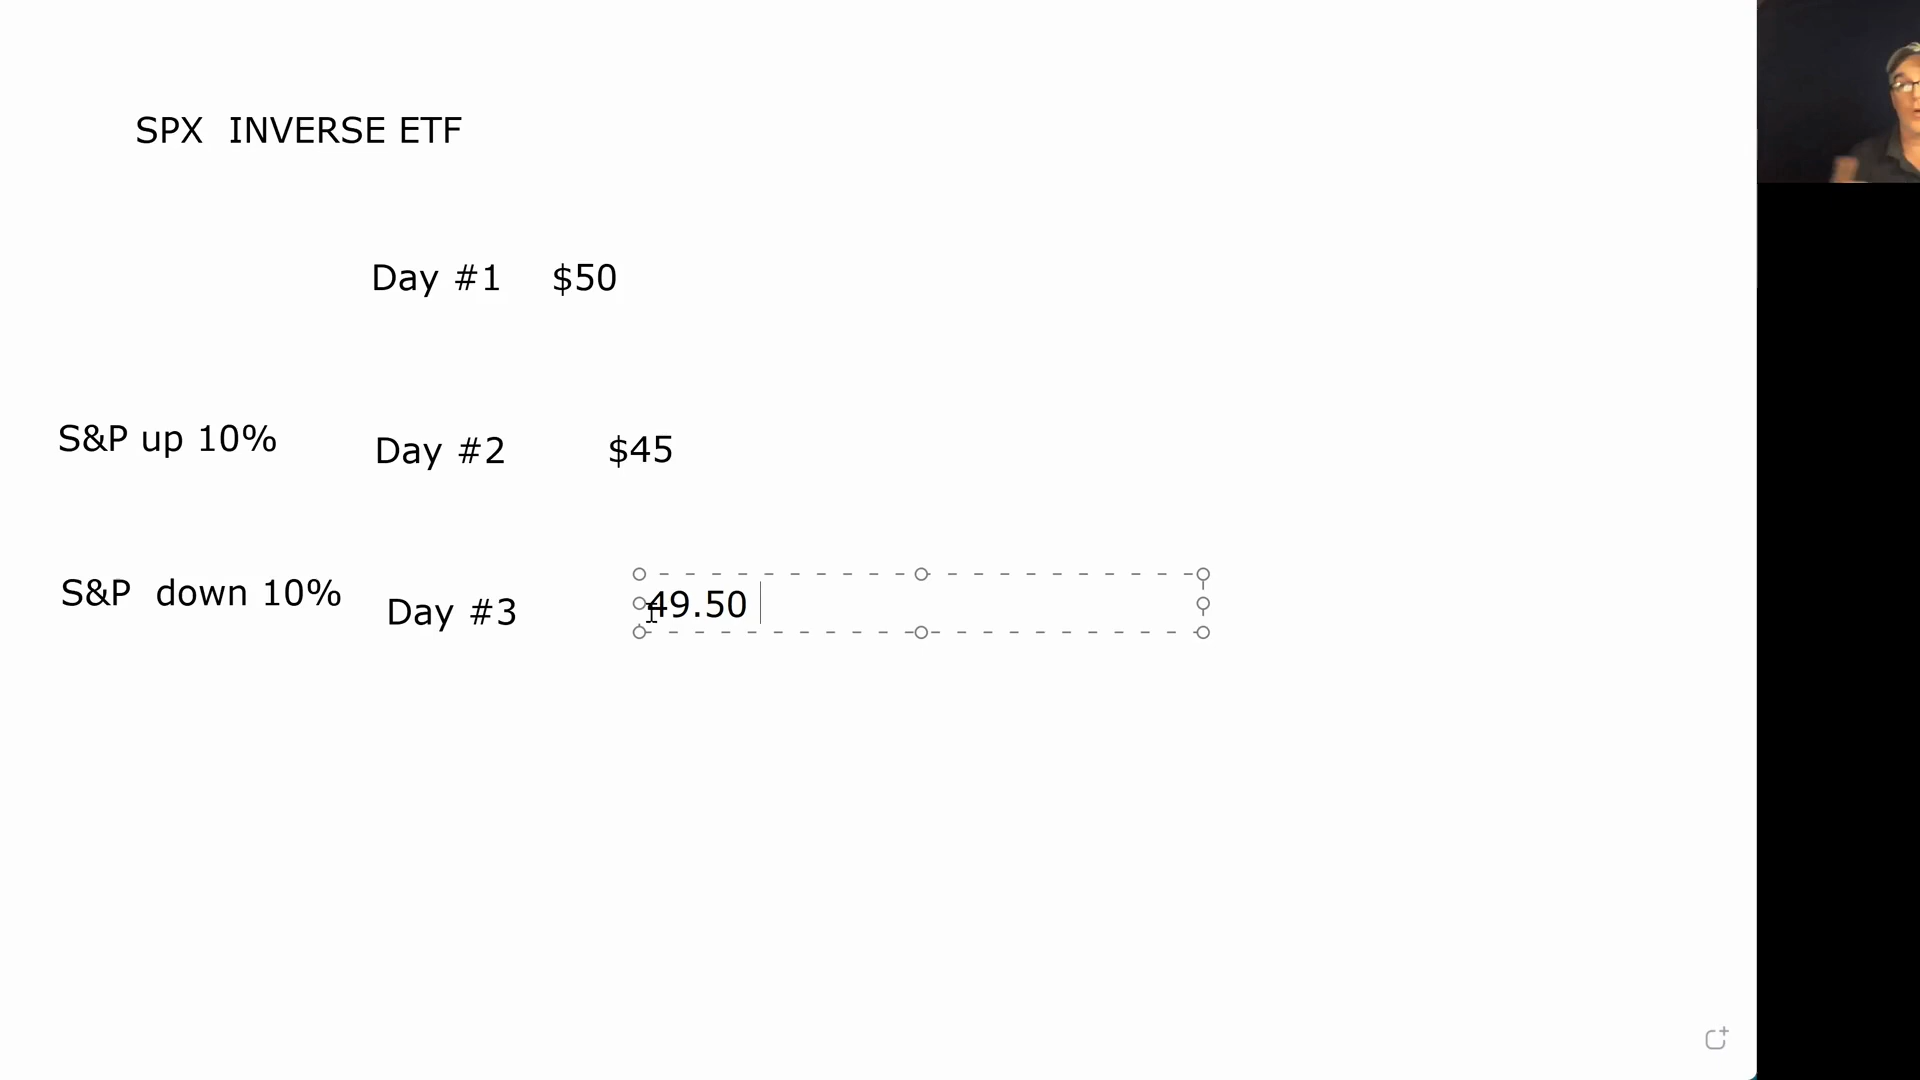 SPX  INVERSE ETF
Day #1 $50
S&P up 10% Day #2 $45
S&P  down 10% Day #3 49.50